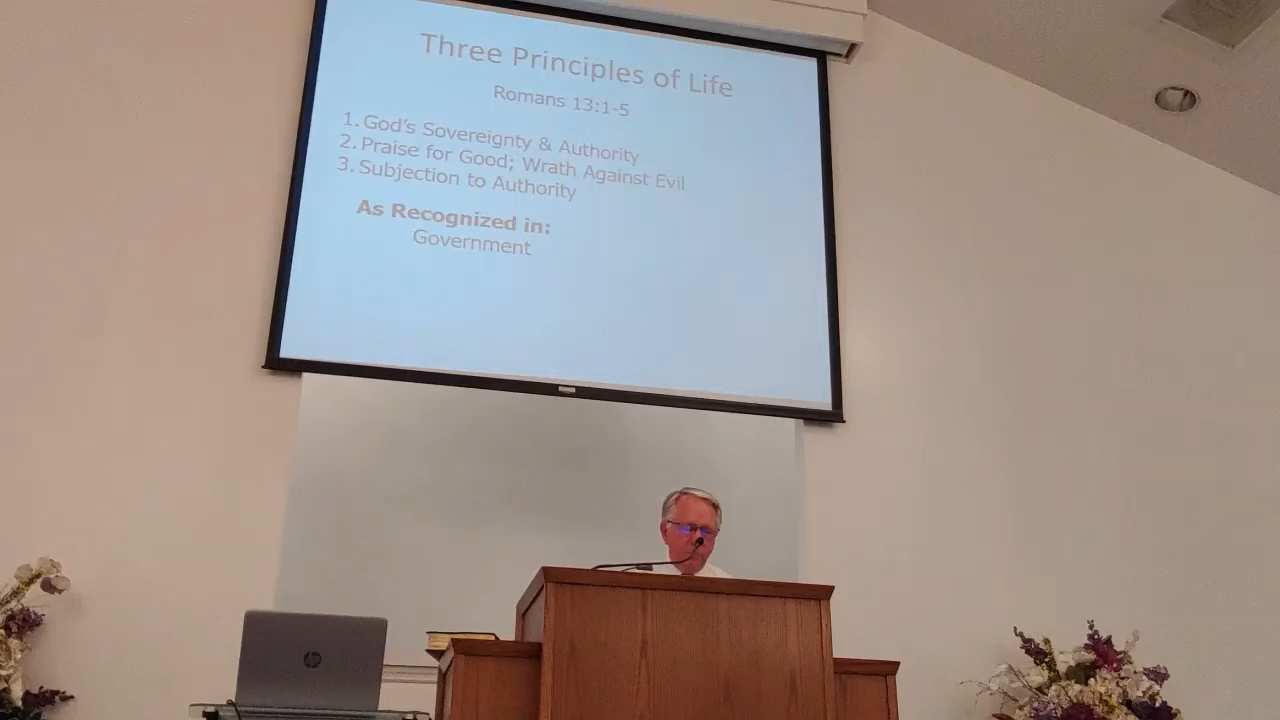 Three Principles of Life
Romans 13:1-5
1. God's Sovereignty & Authority
2. Praise for Good; Wrath Against Evil
3. Subjection to Authority
As Recognized in:
Government
hp